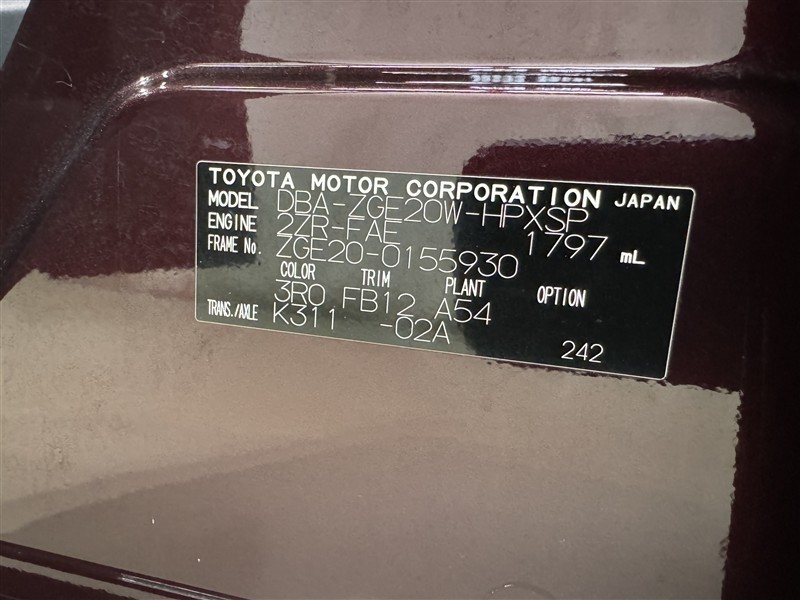 TOYOTA MOTOR CORPORATION JAPAN
MODEL DBA-ZGE20W-HPXSP
ENGINE 2ZR-FAE 1797 mL
FRAME No. ZGE20-0155930
COLOR TRIM PLANT OPTION
3R0 FB12 A54
TRANS./AXLE K311 -02A
242